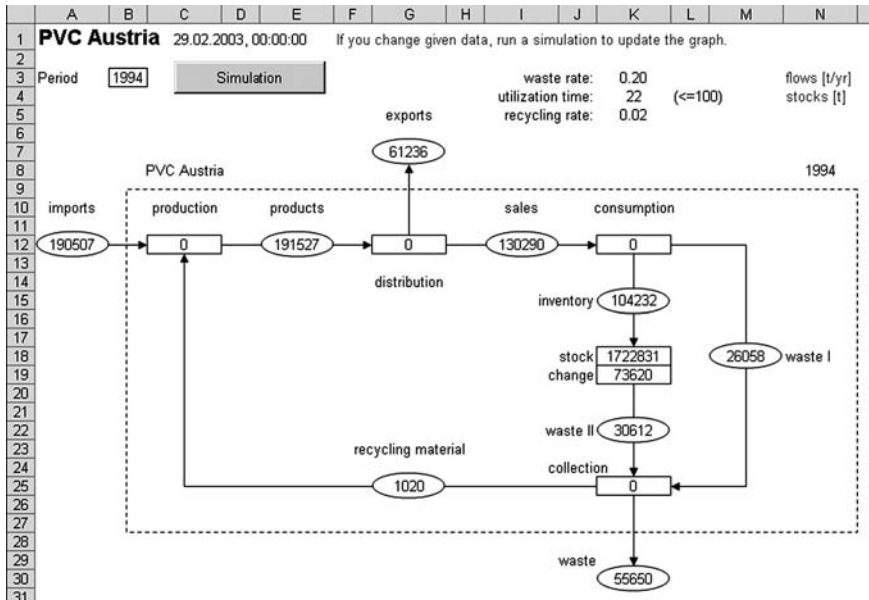 A B C D E F G H I J K L M N
1 PVC Austria 29.02.2003, 00:00:00 If you change given data, run a simulation to update the graph.
2
3 Period 1994 Simulation waste rate: 0.20 flows [t/yr]
4 utilization time: 22 (<=100) stocks [t]
5 exports recycling rate: 0.02
6
7 61236
8 PVC Austria 1994
9
10 imports production products sales consumption
11
12 190507 0 191527 0 130290 0
13
14 distribution
15 inventory 104232
16
17
18 stock 1722831 26058 waste I
19 change 73620
20
21
22 waste II 30612
23 recycling material
24 collection
25 1020 0
26
27
28
29 waste
30 55650
31